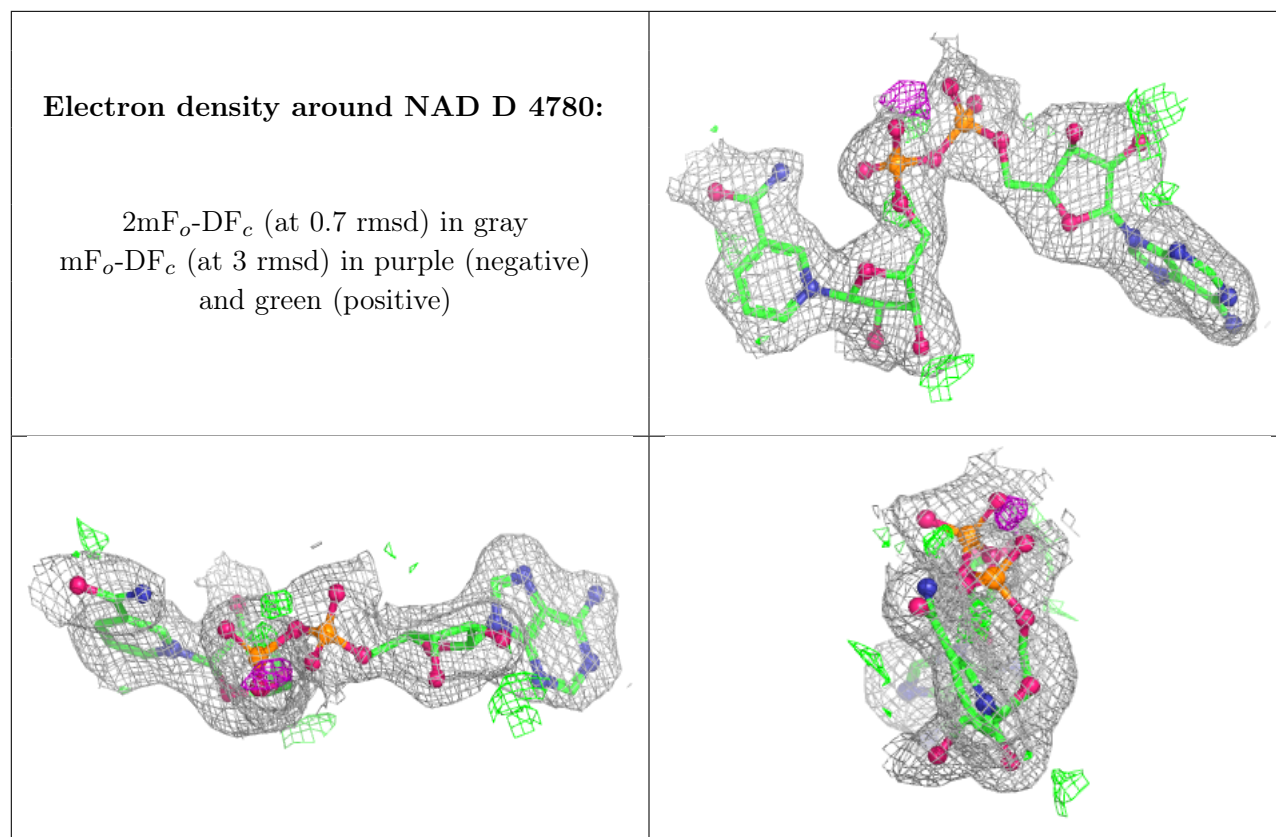 Electron density around NAD D 4780:
2mFo-DFc (at 0.7 rmsd) in gray
mFo-DFc (at 3 rmsd) in purple (negative)
and green (positive)